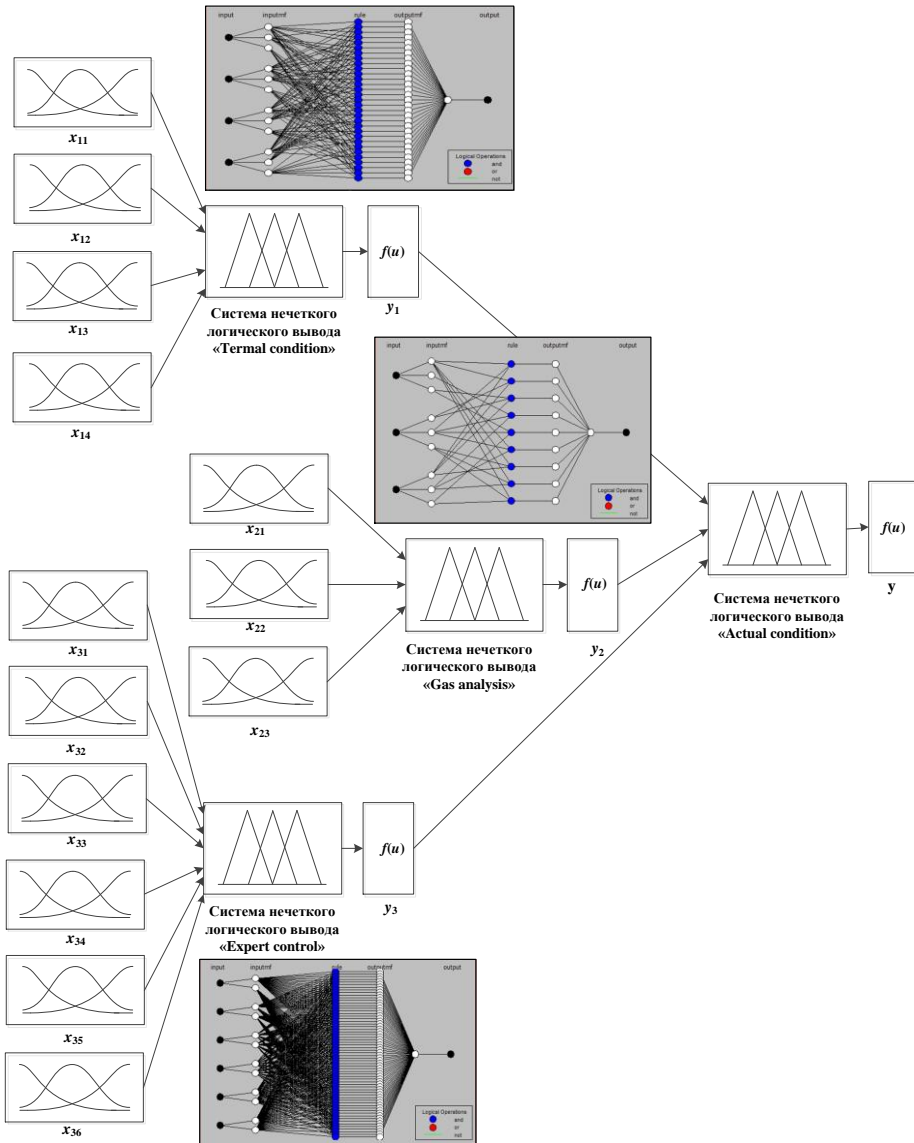 input
inputmf
rule
outputmf
output
Logical Operations
and
or
not
x11
x12
x13
x14
f(u)
y1
Система нечеткого
логического вывода
«Termal condition»
input
inputmf
rule
outputmf
output
Logical Operations
and
or
not
x21
x22
x23
f(u)
y2
Система нечеткого
логического вывода
«Gas analysis»
f(u)
y
Система нечеткого
логического вывода
«Actual condition»
x31
x32
x33
x34
x35
x36
f(u)
y3
Система нечеткого
логического вывода
«Expert control»
input
inputmf
rule
outputmf
output
Logical Operations
and
or
not